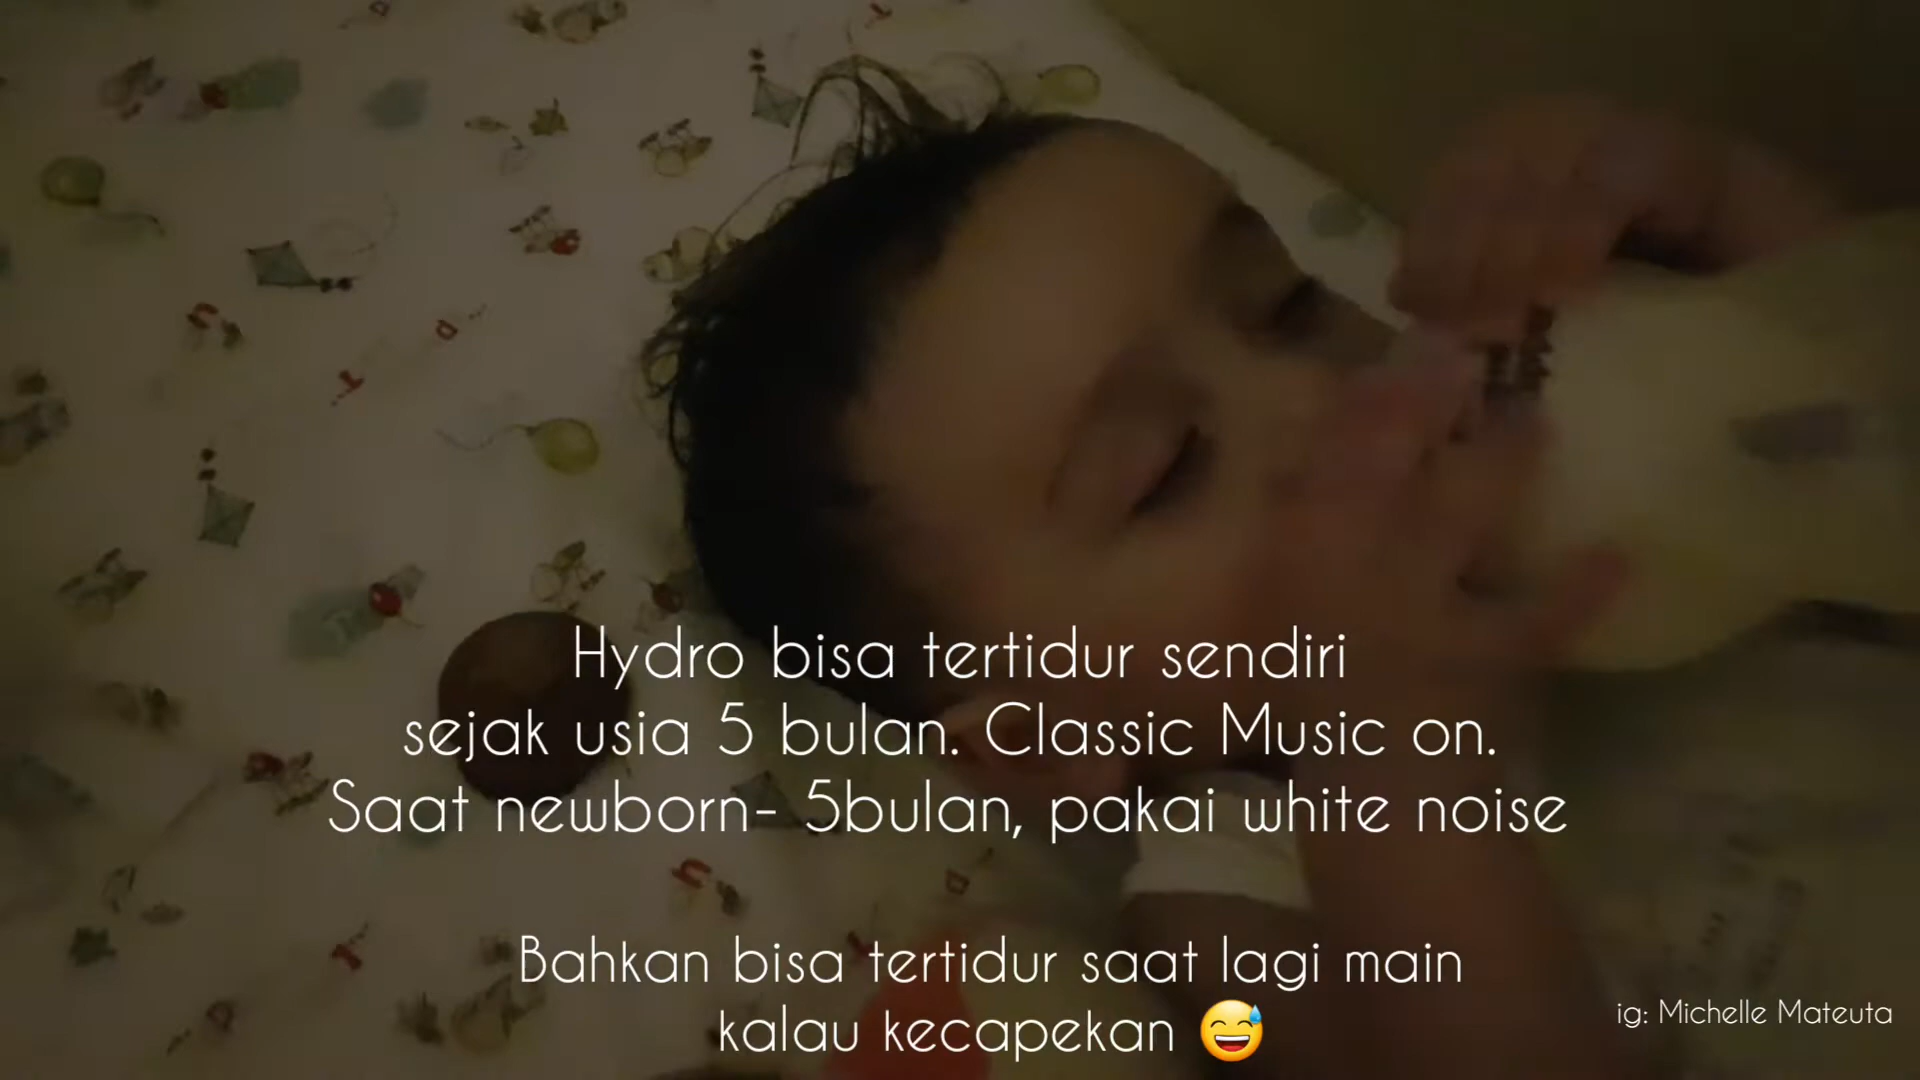 Hydro bisa tertidur sendiri
sejak usia 5 bulan. Classic Music on.
Saat newborn- 5bulan, pakai white noise
Bahkan bisa tertidur saat lagi main
kalau kecapekan 😅
ig: Michelle Mateuta